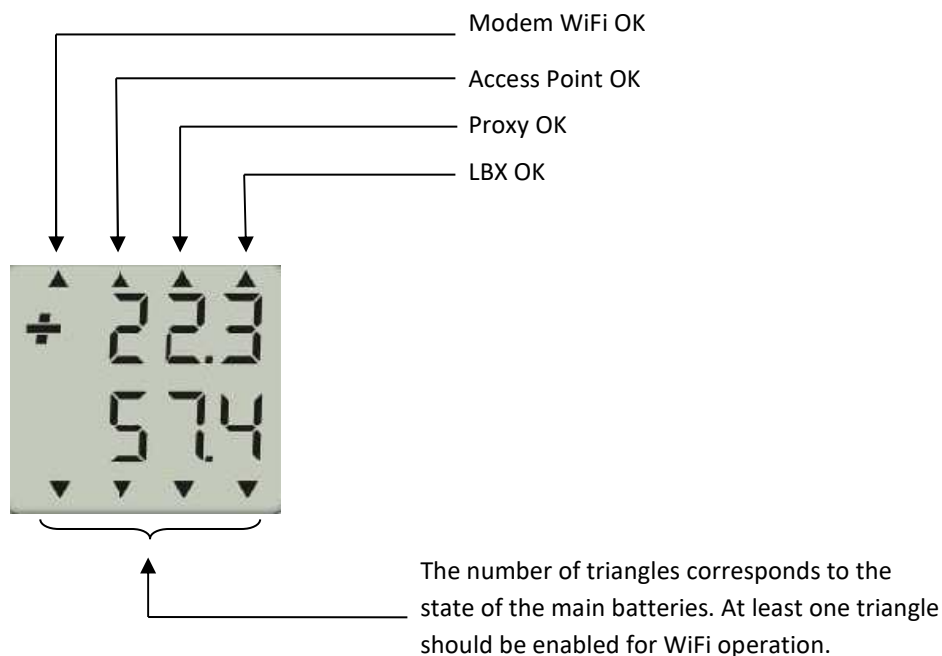 Modem WiFi OK
Access Point OK
Proxy OK
LBX OK
÷ 22.3
57.4
The number of triangles corresponds to the
state of the main batteries. At least one triangle
should be enabled for WiFi operation.